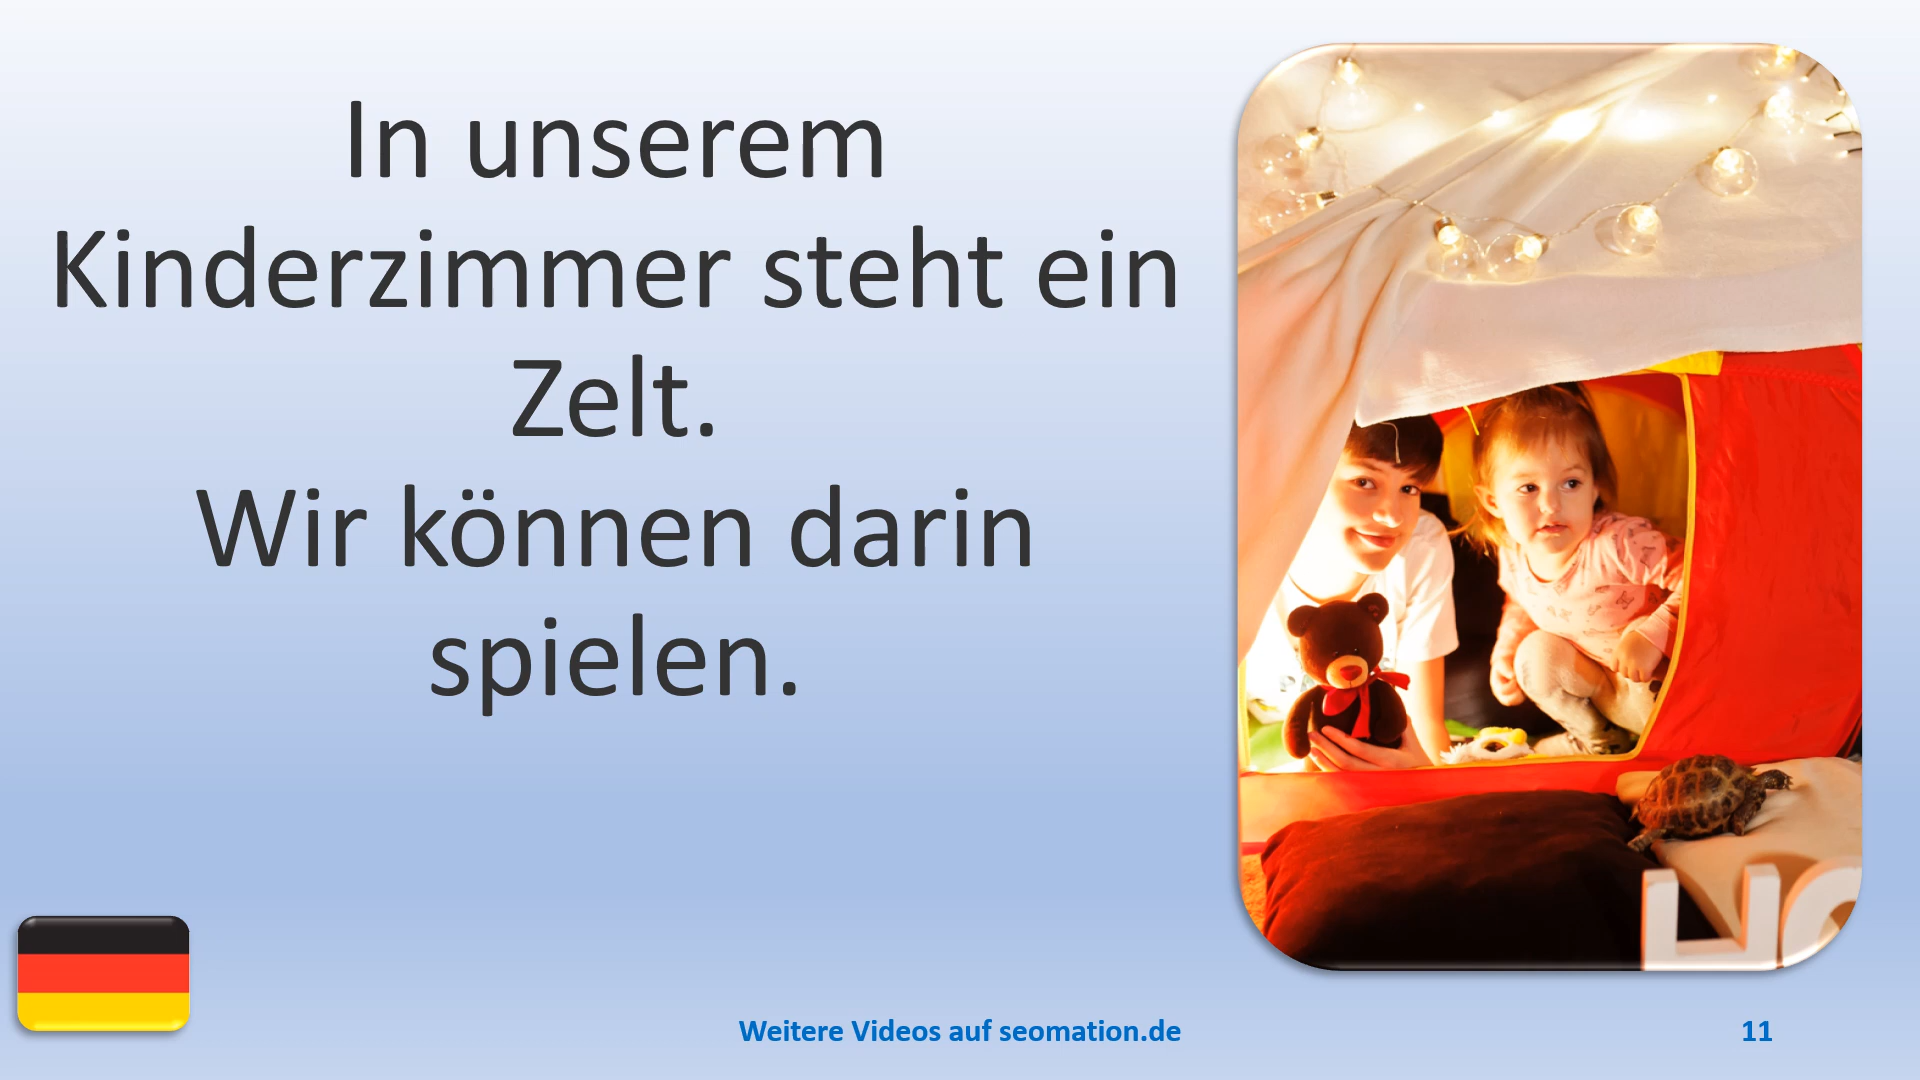 In unserem
Kinderzimmer steht ein
Zelt.
Wir können darin
spielen.
Weitere Videos auf seomation.de
11